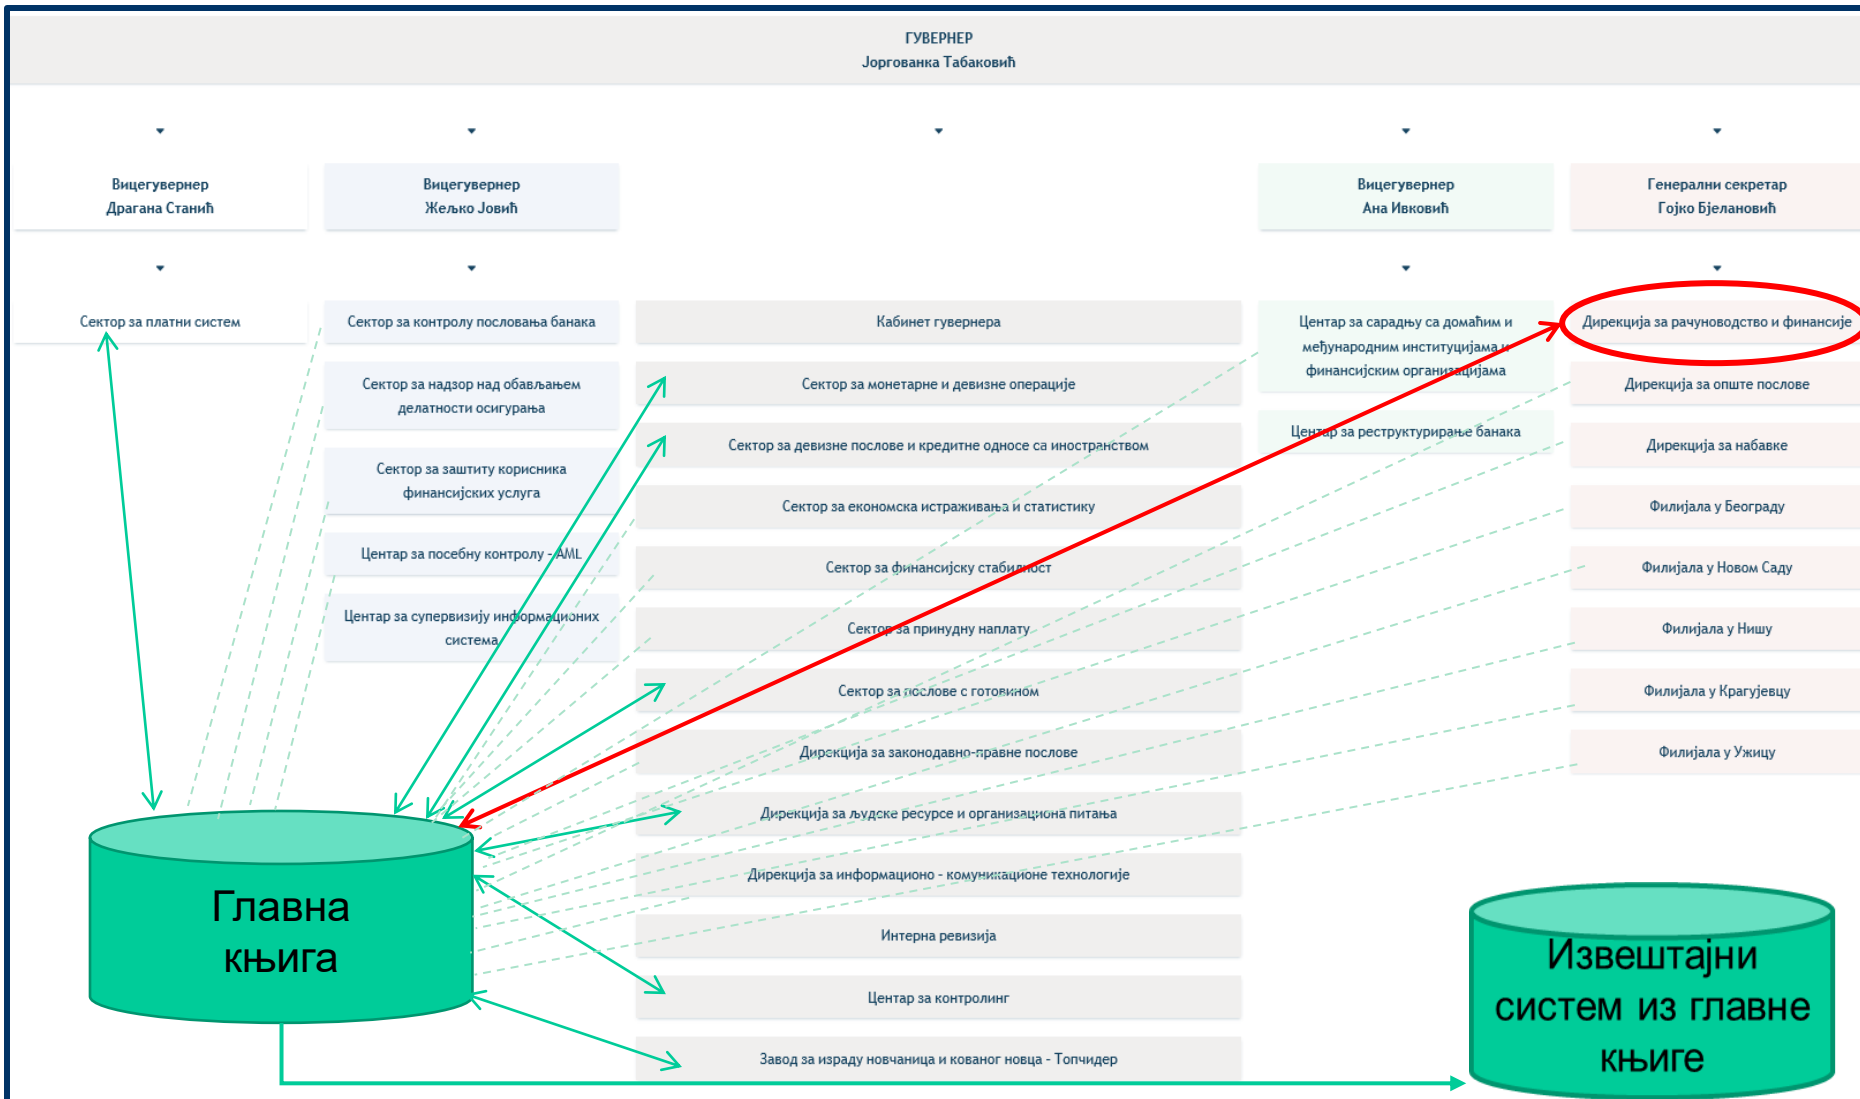 ГУВЕРНЕР
Јоргованка Табаковић
Вицегувернер
Драгана Станић
Вицегувернер
Жељко Јовић
Вицегувернер
Ана Ивковић
Генерални секретар
Гојко Бјелановић
Сектор за платни систем
Сектор за контролу пословања банака
Сектор за надзор над обављањем
делатности осигурања
Сектор за заштиту корисника
финансијских услуга
Центар за посебну контролу - AML
Центар за супервизију информационих
система
Кабинет гувернера
Сектор за монетарне и девизне операције
Сектор за девизне послове и кредитне односе са иностранством
Сектор за економска истраживања и статистику
Сектор за финансијску стабилност
Сектор за принудну наплату
Сектор за послове с готовином
Дирекција за законодавно-правне послове
Дирекција за људске ресурсе и организациона питања
Дирекција за информационо - комуникационе технологије
Интерна ревизија
Центар за контролинг
Завод за израду новчаница и кованог новца - Топчидер
Центар за сарадњу са домаћим и
међународним институцијама и
финансијским организацијама
Центар за реструктурирање банака
Дирекција за рачуноводство и финансије
Дирекција за опште послове
Дирекција за набавке
Филијала у Београду
Филијала у Новом Саду
Филијала у Нишу
Филијала у Крагујевцу
Филијала у Ужицу
Главна
књига
Извештајни
систем из главне
књиге